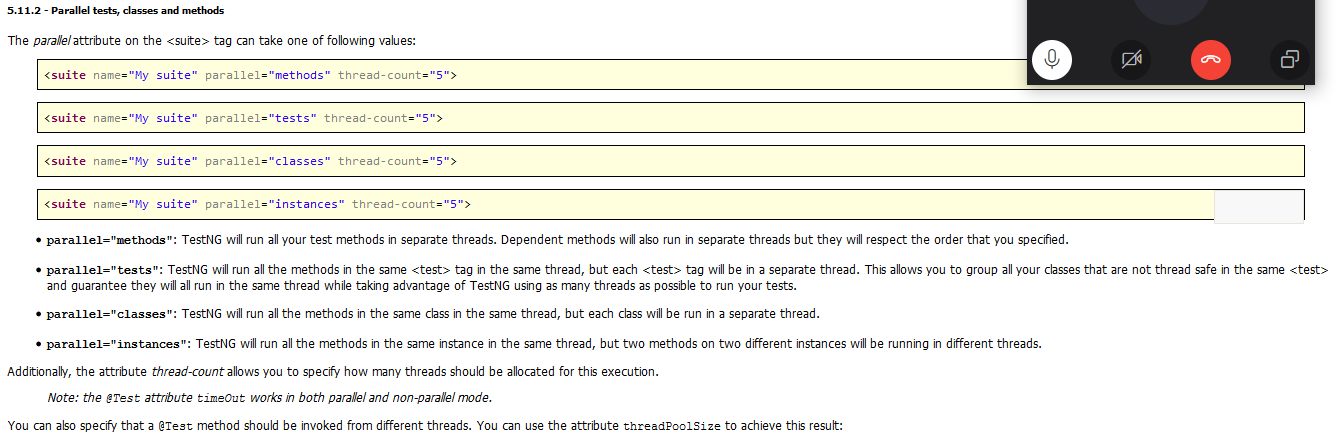 5.11.2 - Parallel tests, classes and methods
The parallel attribute on the <suite> tag can take one of following values:
<suite name="My suite" parallel="methods" thread-count="5">
<suite name="My suite" parallel="tests" thread-count="5">
<suite name="My suite" parallel="classes" thread-count="5">
<suite name="My suite" parallel="instances" thread-count="5">
• parallel="methods": TestNG will run all your test methods in separate threads. Dependent methods will also run in separate threads but they will respect the order that you specified.
• parallel="tests": TestNG will run all the methods in the same <test> tag in the same thread, but each <test> tag will be in a separate thread. This allows you to group all your classes that are not thread safe in the same <test>
and guarantee they will all run in the same thread while taking advantage of TestNG using as many threads as possible to run your tests.
• parallel="classes": TestNG will run all the methods in the same class in the same thread, but each class will be run in a separate thread.
• parallel="instances": TestNG will run all the methods in the same instance in the same thread, but two methods on two different instances will be running in different threads.
Additionally, the attribute thread-count allows you to specify how many threads should be allocated for this execution.
Note: the @Test attribute timeOut works in both parallel and non-parallel mode.
You can also specify that a @Test method should be invoked from different threads. You can use the attribute threadPoolSize to achieve this result: